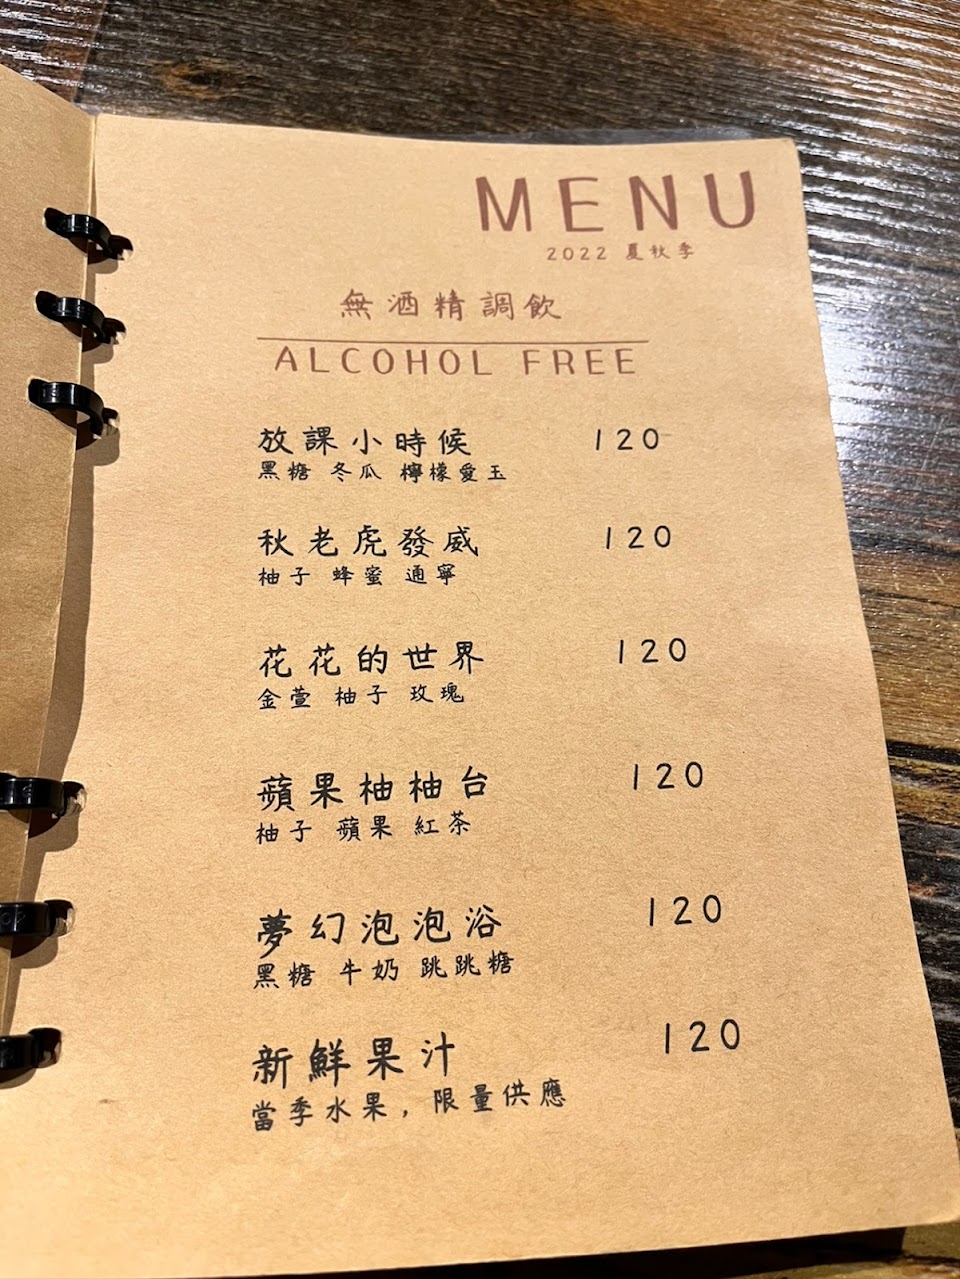 MENU
2022 夏秋季
無酒精調飲
ALCOHOL FREE
放課小時候 120
黑糖 冬瓜 檸檬愛玉
秋老虎發威 120
柚子 蜂蜜 通寧
花花的世界 120
金萱 柚子 玫瑰
蘋果柚柚台 120
柚子 蘋果 紅茶
夢幻泡泡浴 120
黑糖 牛奶 跳跳糖
新鮮果汁 120
當季水果，限量供應